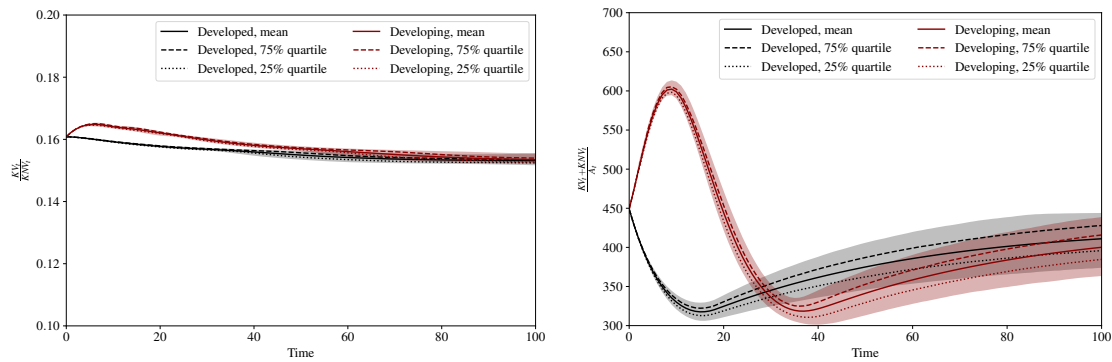 0.20
0.18
0.16
0.14
0.12
0.10
KV_t
KNV_t
0 20 40 60 80 100
Time
Developed, mean
Developed, 75% quartile
Developed, 25% quartile
Developing, mean
Developing, 75% quartile
Developing, 25% quartile
700
650
600
550
500
450
400
350
300
KV_t+KNV_t
A_t
0 20 40 60 80 100
Time
Developed, mean
Developed, 75% quartile
Developed, 25% quartile
Developing, mean
Developing, 75% quartile
Developing, 25% quartile